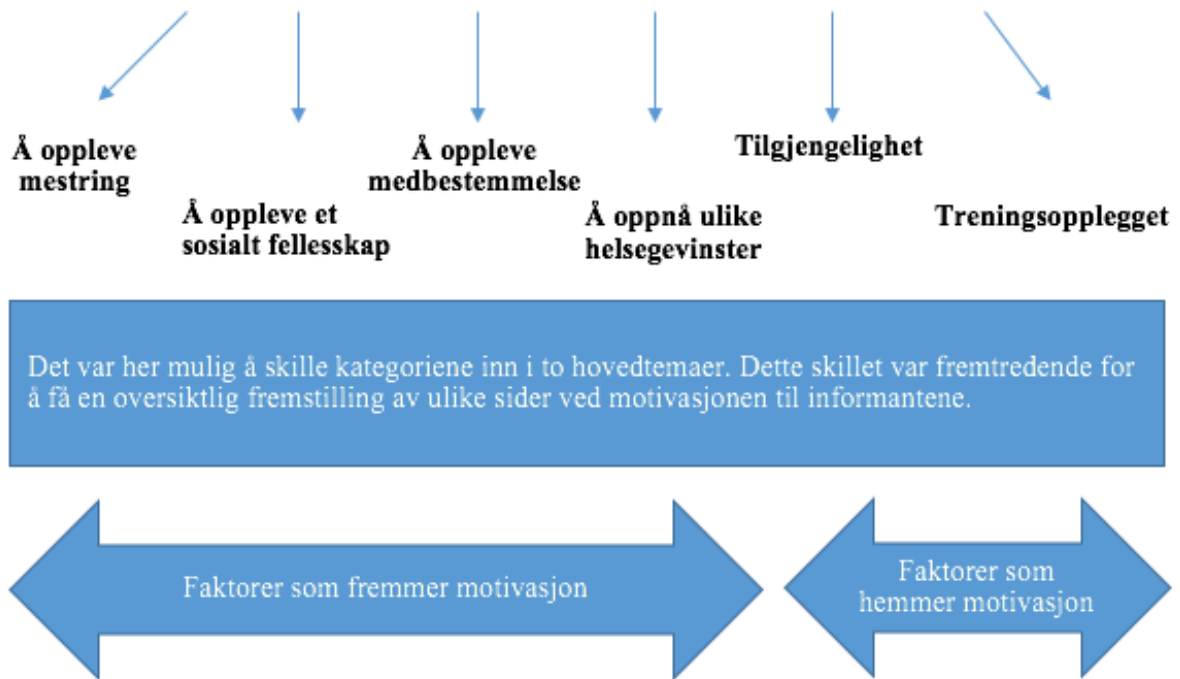 Å oppleve
mestring
Å oppleve et
sosialt fellesskap
Å oppleve
medbestemmelse
Å oppnå ulike
helsegevinster
Tilgjengelighet
Treningsopplegget
Det var her mulig å skille kategoriene inn i to hovedtemaer. Dette skillet var fremtredende for
å få en oversiktlig fremstilling av ulike sider ved motivasjonen til informantene.
Faktorer som fremmer motivasjon
Faktorer som
hemmer motivasjon